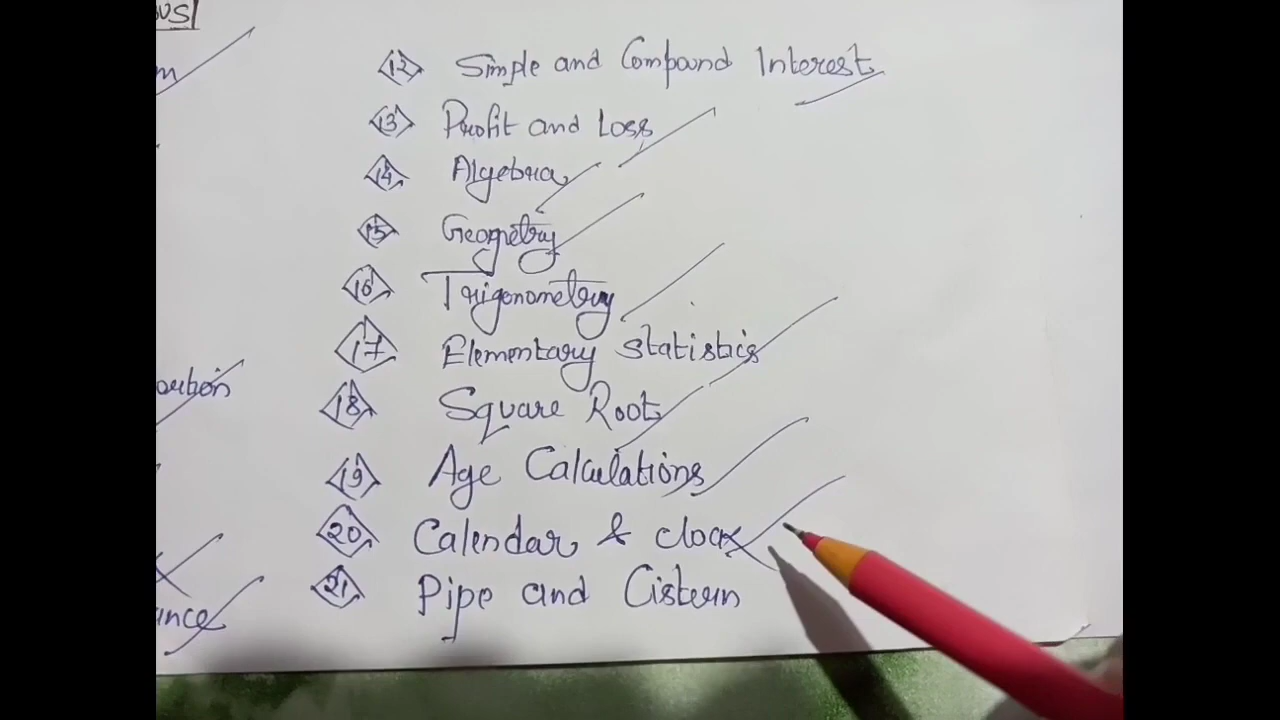 12 Simple and Compound Interest
13 Profit and Loss
14 Algebra
15 Geometry
16 Trigonometry
17 Elementary Statistics
18 Square Root
19 Age Calculations
20 Calendar & clock
21 Pipe and Cistern